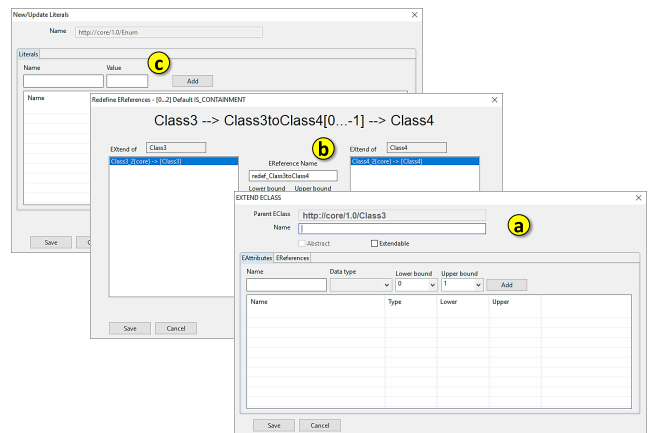 New/Update Literals
Name http://core/1.0/Enum
Literals
Name Value
c
Add
Name
Save
Redefine EReferences - [0...2] Default IS_CONTAINMENT
Class3 --> Class3toClass4[0...-1] --> Class4
b
EXtend of Class3
EXtend of Class4
Class3_2[core] -> [Class3]
EReference Name
Class4_2[core] -> [Class4]
redef_Class3toClass4
Lower bound Upper bound
Save Cancel
EXTEND ECLASS
Parent EClass http://core/1.0/Class3
a
Name
Abstract Extendable
EAttributes EReferences
Name Data type Lower bound Upper bound
0 1 Add
Name Type Lower Upper
Save Cancel